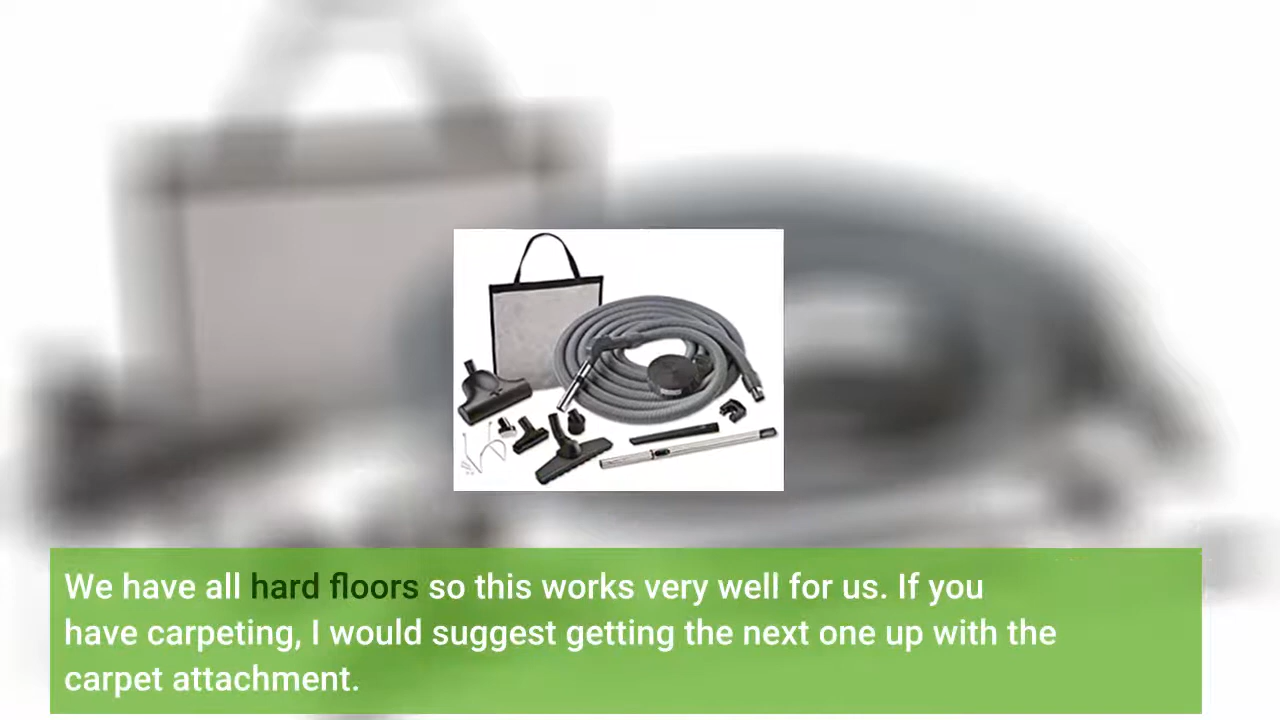 We have all hard floors so this works very well for us. If you
have carpeting, I would suggest getting the next one up with the
carpet attachment.